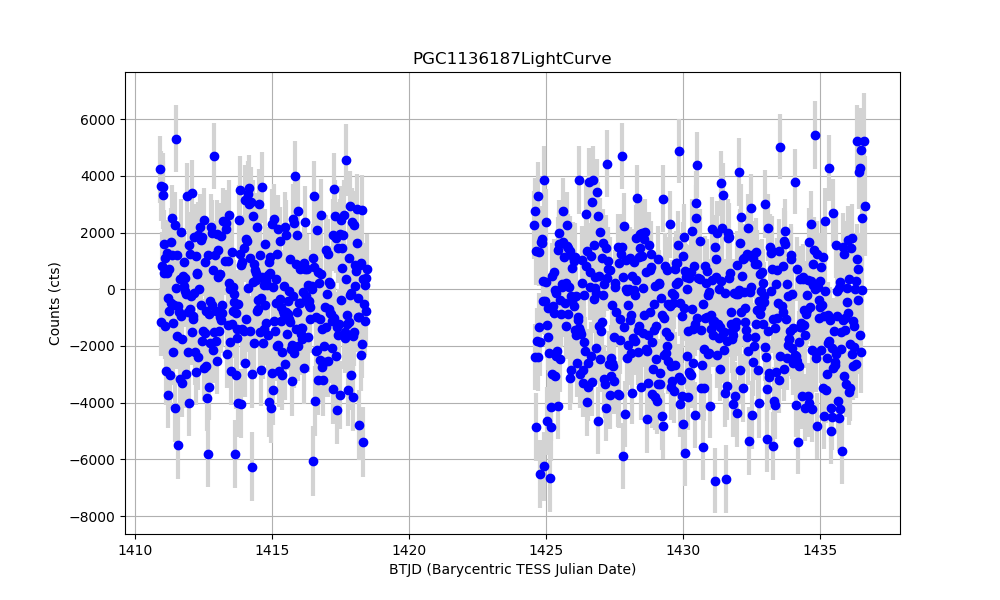 PGC1136187LightCurve
6000
4000
2000
0
−2000
−4000
−6000
−8000
Counts (cts)
1410 1415 1420 1425 1430 1435
BTJD (Barycentric TESS Julian Date)